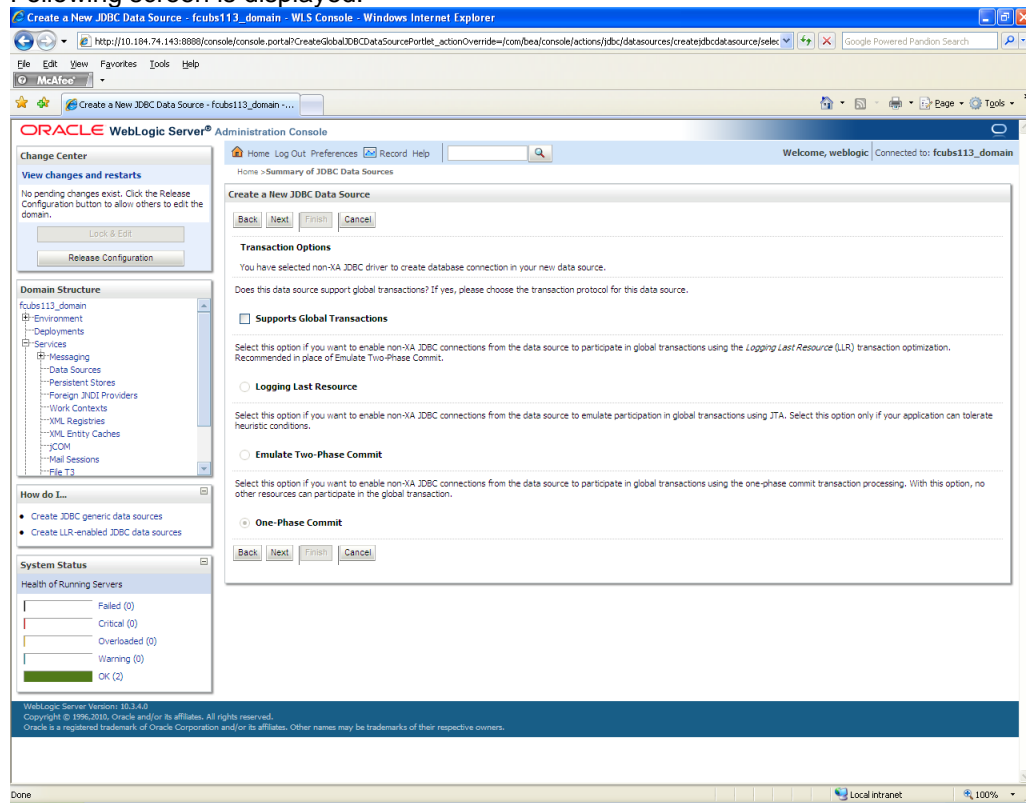 Following screen is displayed.
Create a New JDBC Data Source - fcubs113_domain - WLS Console - Windows Internet Explorer
http://10.184.74.143:8888/console/console.portal?CreateGlobalJDBCDataSourcePortlet_actionOverride=/com/bea/console/actions/jdbc/datasources/createjdbcdatasource/selec
Google Powered Pandion Search
File Edit View Favorites Tools Help
McAfee
Create a New JDBC Data Source - fcubs113_domain -...
Page Tools
ORACLE WebLogic Server® Administration Console
Change Center
View changes and restarts
No pending changes exist. Click the Release
Configuration button to allow others to edit the
domain.
Lock & Edit
Release Configuration
Domain Structure
fcubs113_domain
Environment
Deployments
Services
Messaging
Data Sources
Persistent Stores
Foreign JNDI Providers
Work Contexts
XML Registries
XML Entity Caches
jCOM
Mail Sessions
File T3
How do I...
Create JDBC generic data sources
Create LLR-enabled JDBC data sources
System Status
Health of Running Servers
Failed (0)
Critical (0)
Overloaded (0)
Warning (0)
OK (2)
Home Log Out Preferences Record Help
Welcome, weblogic Connected to: fcubs113_domain
Home >Summary of JDBC Data Sources
Create a New JDBC Data Source
Back Next Finish Cancel
Transaction Options
You have selected non-XA JDBC driver to create database connection in your new data source.
Does this data source support global transactions? If yes, please choose the transaction protocol for this data source.
Supports Global Transactions
Select this option if you want to enable non-XA JDBC connections from the data source to participate in global transactions using the Logging Last Resource (LLR) transaction optimization.
Recommended in place of Emulate Two-Phase Commit.
Logging Last Resource
Select this option if you want to enable non-XA JDBC connections from the data source to emulate participation in global transactions using JTA. Select this option only if your application can tolerate
heuristic conditions.
Emulate Two-Phase Commit
Select this option if you want to enable non-XA JDBC connections from the data source to participate in global transactions using the one-phase commit transaction processing. With this option, no
other resources can participate in the global transaction.
One-Phase Commit
Back Next Finish Cancel
WebLogic Server Version: 10.3.4.0
Copyright © 1996,2010, Oracle and/or its affiliates. All rights reserved.
Oracle is a registered trademark of Oracle Corporation and/or its affiliates. Other names may be trademarks of their respective owners.
Done
Local intranet
100%